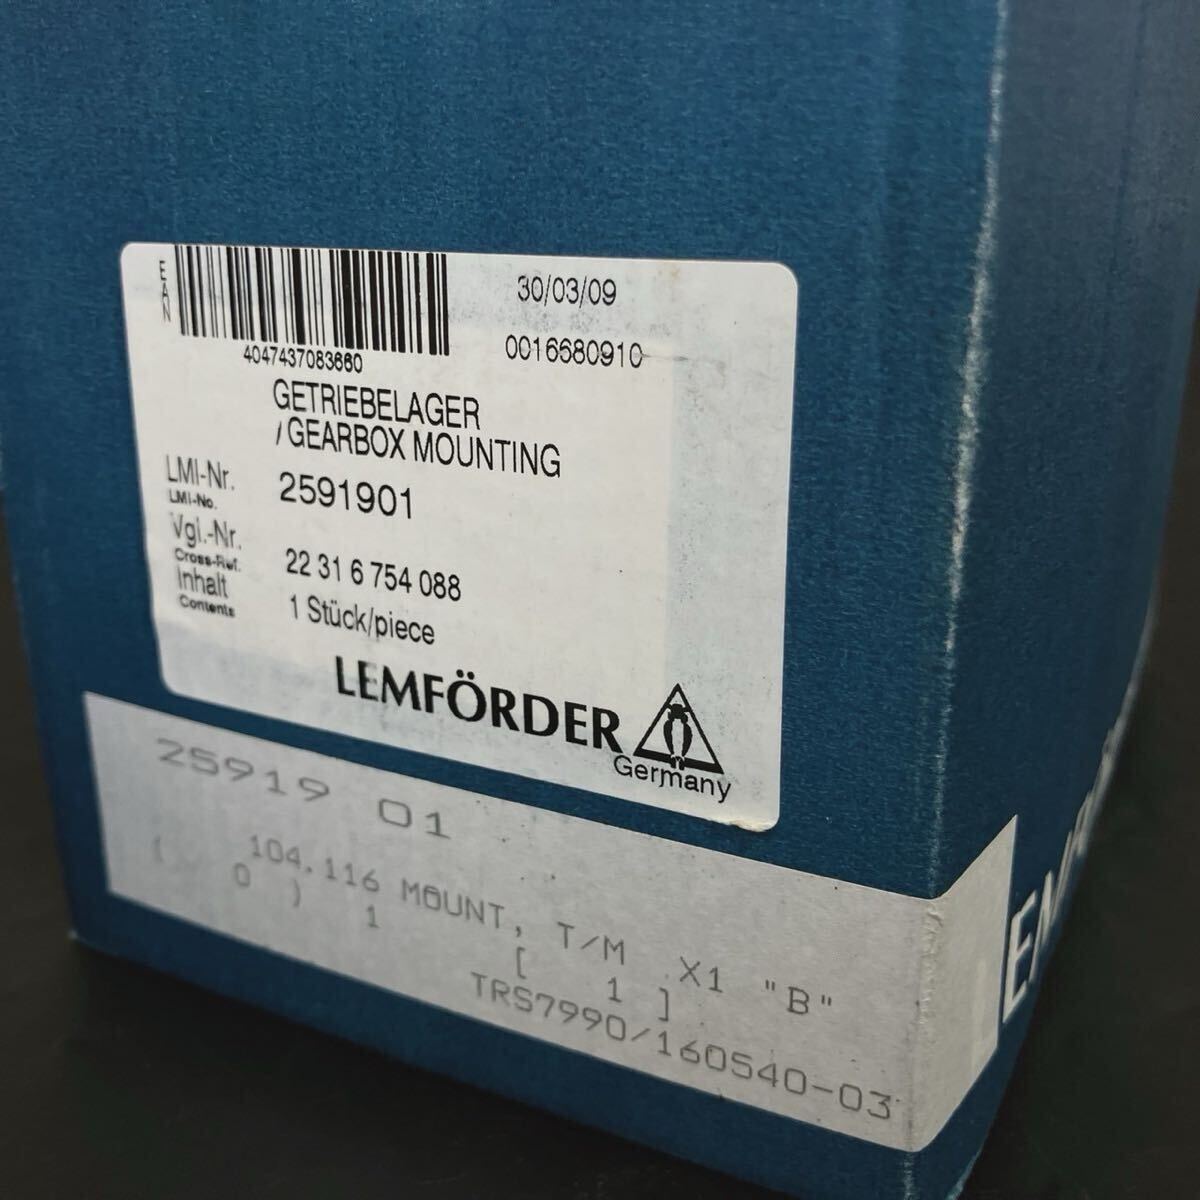 EAN
4047437083660
30/03/09
0016680910
GETRIEBELAGER
/GEARBOX MOUNTING
LMI-Nr.
LMI-No.
2591901
Vgl.-Nr.
Cross-Ref.
22 31 6 754 088
Inhalt
Contents
1 Stück/piece
LEMFÖRDER
Germany
25919 01
104,116 MOUNT, T/M X1 "B"
( 0 ) 1 [ 1 ]
TRS7990/160540-03